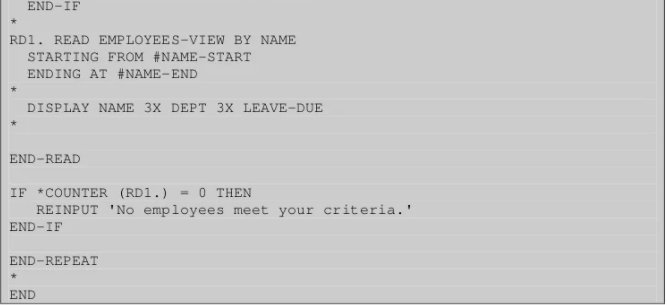 END-IF
*
RD1. READ EMPLOYEES-VIEW BY NAME
STARTING FROM #NAME-START
ENDING AT #NAME-END
*
DISPLAY NAME 3X DEPT 3X LEAVE-DUE
*
END-READ
IF *COUNTER (RD1.) = 0 THEN
REINPUT 'No employees meet your criteria.'
END-IF
END-REPEAT
*
END